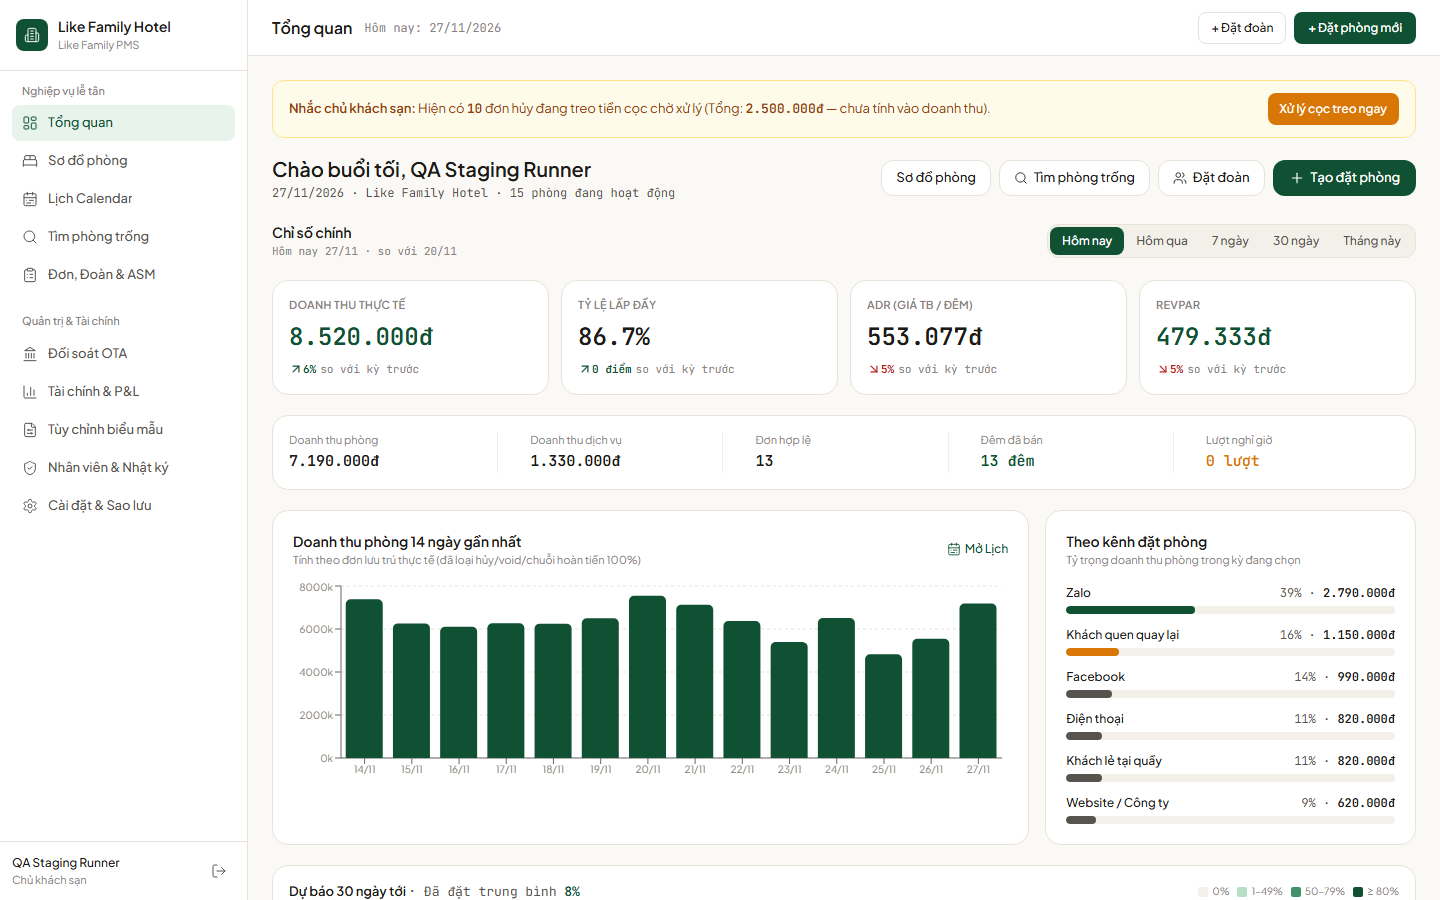 Like Family Hotel
Like Family PMS
Nghiệp vụ lễ tân
Tổng quan
Sơ đồ phòng
Lịch Calendar
Tìm phòng trống
Đơn, Đoàn & ASM
Quản trị & Tài chính
Đối soát OTA
Tài chính & P&L
Tùy chỉnh biểu mẫu
Nhân viên & Nhật ký
Cài đặt & Sao lưu
QA Staging Runner
Chủ khách sạn
Tổng quan Hôm nay: 27/11/2026
+ Đặt đoàn
+ Đặt phòng mới
Nhắc chủ khách sạn: Hiện có 10 đơn hủy đang treo tiền cọc chờ xử lý (Tổng: 2.500.000đ — chưa tính vào doanh thu).
Xử lý cọc treo ngay
Chào buổi tối, QA Staging Runner
27/11/2026 · Like Family Hotel · 15 phòng đang hoạt động
Sơ đồ phòng
Tìm phòng trống
Đặt đoàn
Tạo đặt phòng
Chỉ số chính
Hôm nay 27/11 · so với 20/11
Hôm nay
Hôm qua
7 ngày
30 ngày
Tháng này
DOANH THU THỰC TẾ
8.520.000đ
6% so với kỳ trước
TỶ LỆ LẤP ĐẦY
86.7%
0 điểm so với kỳ trước
ADR (GIÁ TB / ĐÊM)
553.077đ
5% so với kỳ trước
REVPAR
479.333đ
5% so với kỳ trước
Doanh thu phòng
7.190.000đ
Doanh thu dịch vụ
1.330.000đ
Đơn hợp lệ
13
Đêm đã bán
13 đêm
Lượt nghỉ giờ
0 lượt
Doanh thu phòng 14 ngày gần nhất
Tính theo đơn lưu trú thực tế (đã loại hủy/void/chuỗi hoàn tiền 100%)
Mở Lịch
8000k
6000k
4000k
2000k
0k
14/11 15/11 16/11 17/11 18/11 19/11 20/11 21/11 22/11 23/11 24/11 25/11 26/11 27/11
Theo kênh đặt phòng
Tỷ trọng doanh thu phòng trong kỳ đang chọn
Zalo 39% · 2.790.000đ
Khách quen quay lại 16% · 1.150.000đ
Facebook 14% · 990.000đ
Điện thoại 11% · 820.000đ
Khách lẻ tại quầy 11% · 820.000đ
Website / Công ty 9% · 620.000đ
Dự báo 30 ngày tới · Đã đặt trung bình 8%
0% 1–49% 50–79% ≥ 80%